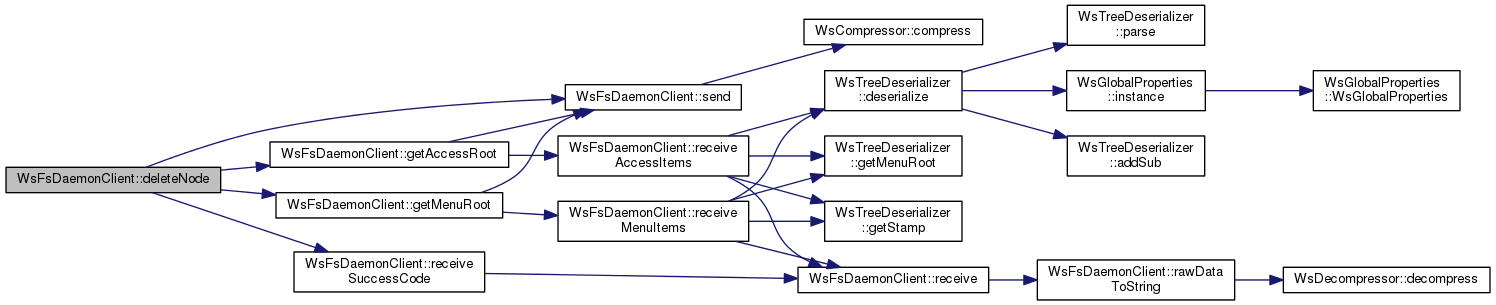 WsFsDaemonClient::deleteNode
WsFsDaemonClient::send
WsCompressor::compress
WsFsDaemonClient::getAccessRoot
WsFsDaemonClient::getMenuRoot
WsFsDaemonClient::receive
SuccessCode
WsFsDaemonClient::receive
AccessItems
WsFsDaemonClient::receive
MenuItems
WsTreeDeserializer
::deserialize
WsTreeDeserializer
::getMenuRoot
WsTreeDeserializer
::getStamp
WsFsDaemonClient::receive
WsTreeDeserializer
::parse
WsGlobalProperties
::instance
WsTreeDeserializer
::addSub
WsGlobalProperties
::WsGlobalProperties
WsFsDaemonClient::rawData
ToString
WsDecompressor::decompress